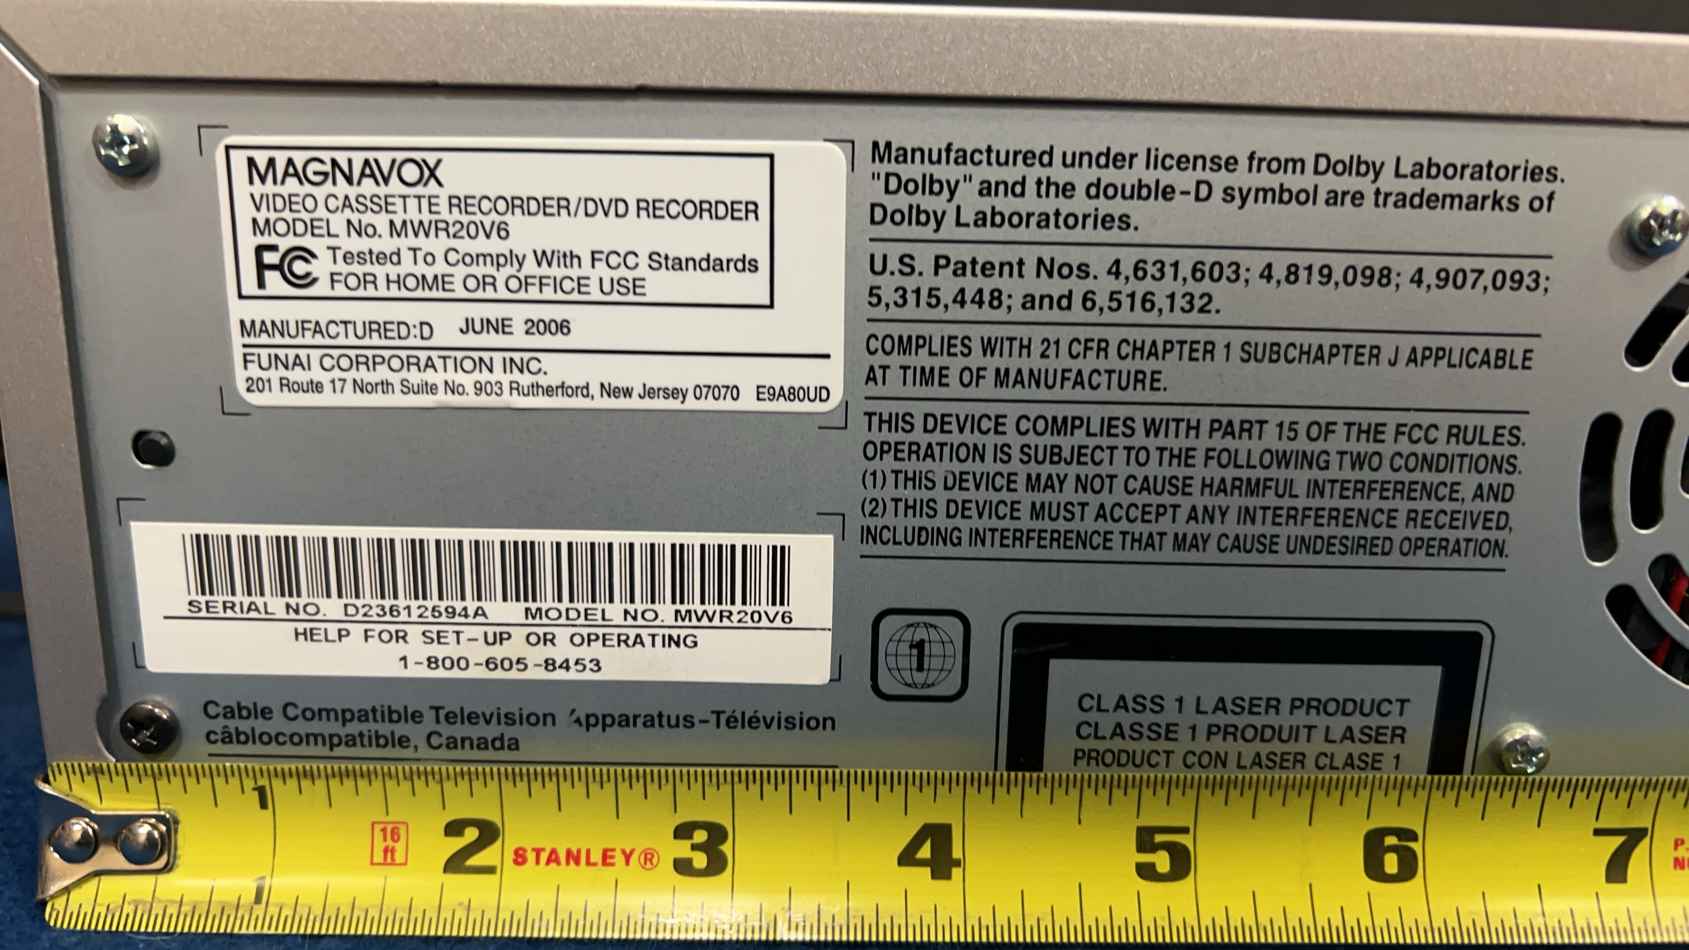 MAGNAVOX
VIDEO CASSETTE RECORDER/DVD RECORDER
MODEL No. MWR20V6
FC Tested To Comply With FCC Standards
FOR HOME OR OFFICE USE
MANUFACTURED:D JUNE 2006
FUNAI CORPORATION INC.
201 Route 17 North Suite No. 903 Rutherford, New Jersey 07070 E9A80UD
SERIAL NO. D23612594A MODEL NO. MWR20V6
HELP FOR SET-UP OR OPERATING
1-800-605-8453
Cable Compatible Television Apparatus-Télévision
câblocompatible, Canada
Manufactured under license from Dolby Laboratories.
"Dolby" and the double-D symbol are trademarks of
Dolby Laboratories.
U.S. Patent Nos. 4,631,603; 4,819,098; 4,907,093;
5,315,448; and 6,516,132.
COMPLIES WITH 21 CFR CHAPTER 1 SUBCHAPTER J APPLICABLE
AT TIME OF MANUFACTURE.
THIS DEVICE COMPLIES WITH PART 15 OF THE FCC RULES.
OPERATION IS SUBJECT TO THE FOLLOWING TWO CONDITIONS.
(1) THIS DEVICE MAY NOT CAUSE HARMFUL INTERFERENCE, AND
(2) THIS DEVICE MUST ACCEPT ANY INTERFERENCE RECEIVED,
INCLUDING INTERFERENCE THAT MAY CAUSE UNDESIRED OPERATION.
1
CLASS 1 LASER PRODUCT
CLASSE 1 PRODUIT LASER
PRODUCT CON LASER CLASE 1
1 16 ft 2 STANLEY® 3 4 5 6 7
1